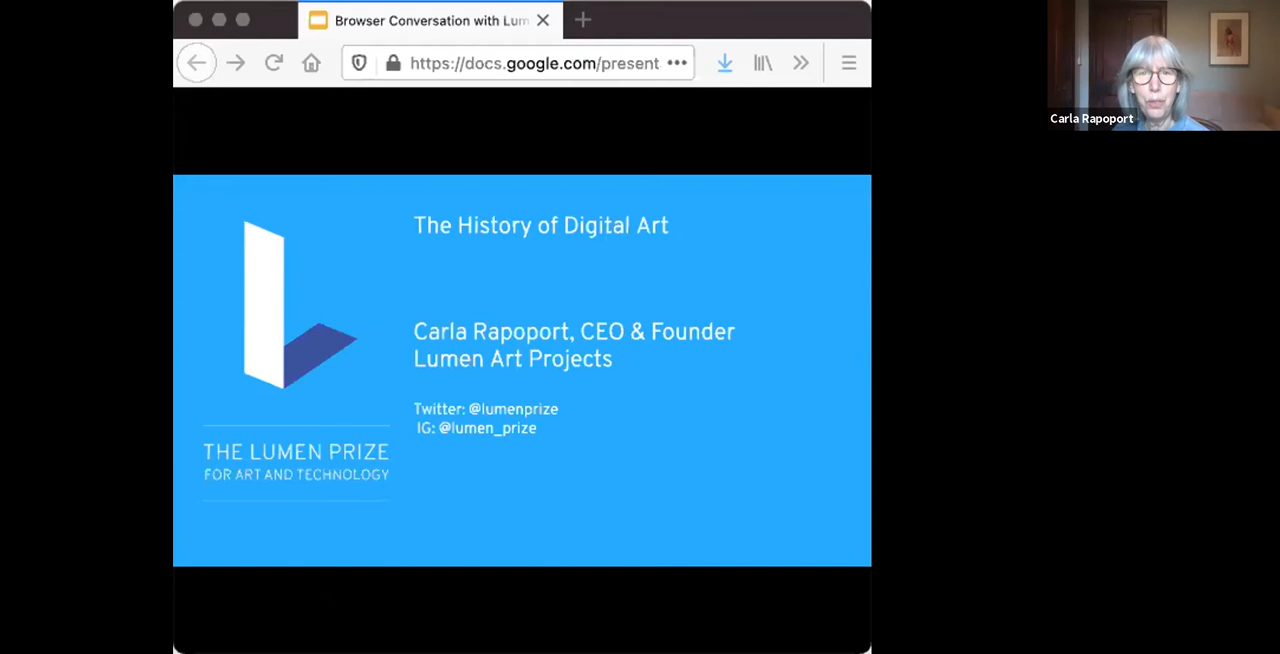 Browser Conversation with Lum
https://docs.google.com/present
Carla Rapoport
The History of Digital Art
Carla Rapoport, CEO & Founder
Lumen Art Projects
Twitter: @lumenprize
IG: @lumen_prize
THE LUMEN PRIZE
FOR ART AND TECHNOLOGY